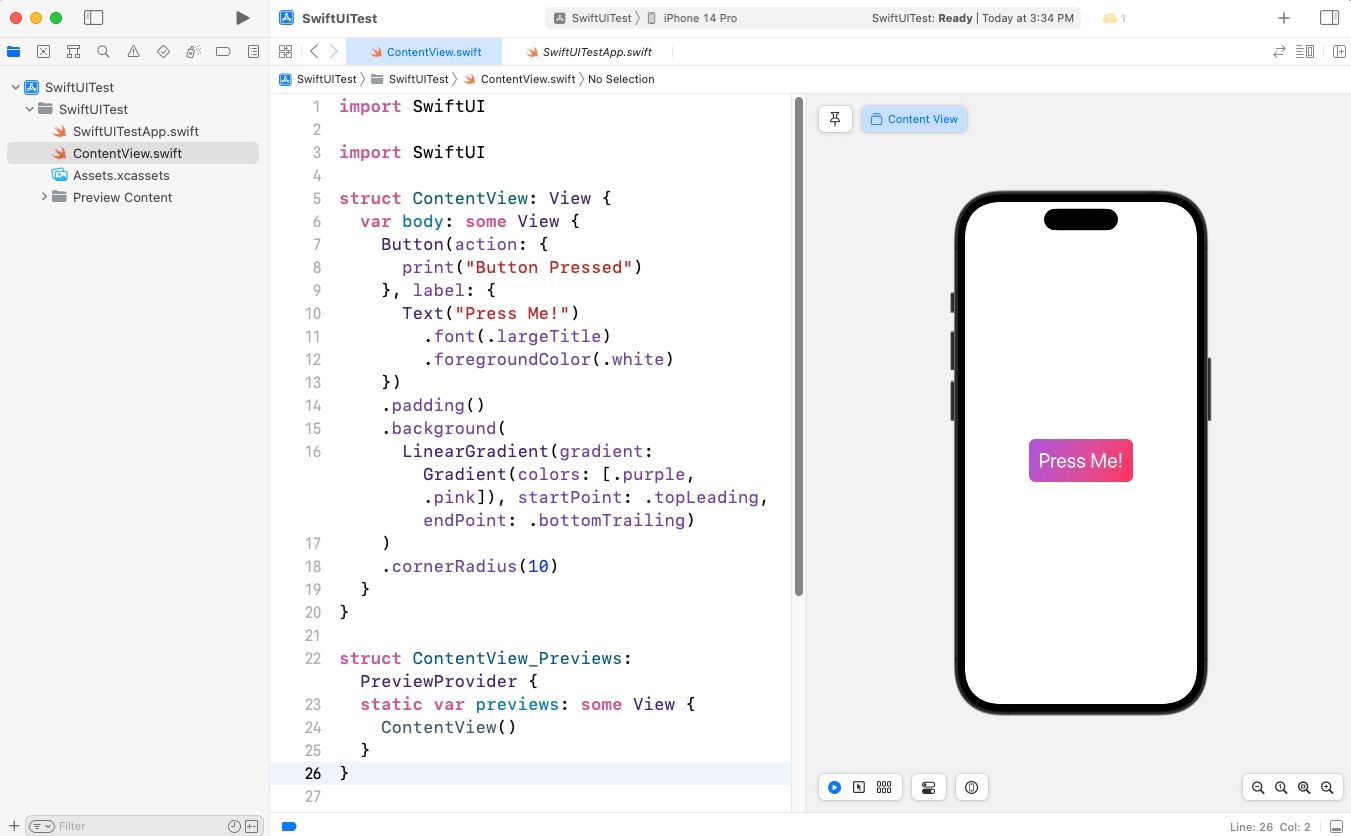 SwiftUITest
SwiftUITest
iPhone 14 Pro
SwiftUITest: Ready | Today at 3:34 PM
1
ContentView.swift
SwiftUITestApp.swift
SwiftUITest
SwiftUITest
ContentView.swift
No Selection
SwiftUITest
SwiftUITest
SwiftUITestApp.swift
ContentView.swift
Assets.xcassets
Preview Content
Filter
1 import SwiftUI
2
3 import SwiftUI
4
5 struct ContentView: View {
6 var body: some View {
7 Button(action: {
8 print("Button Pressed")
9 }, label: {
10 Text("Press Me!")
11 .font(.largeTitle)
12 .foregroundColor(.white)
13 })
14 .padding()
15 .background(
16 LinearGradient(gradient:
Gradient(colors: [.purple,
.pink]), startPoint: .topLeading,
endPoint: .bottomTrailing)
17 )
18 .cornerRadius(10)
19 }
20 }
21
22 struct ContentView_Previews:
PreviewProvider {
23 static var previews: some View {
24 ContentView()
25 }
26 }
27
Content View
Press Me!
Line: 26 Col: 2